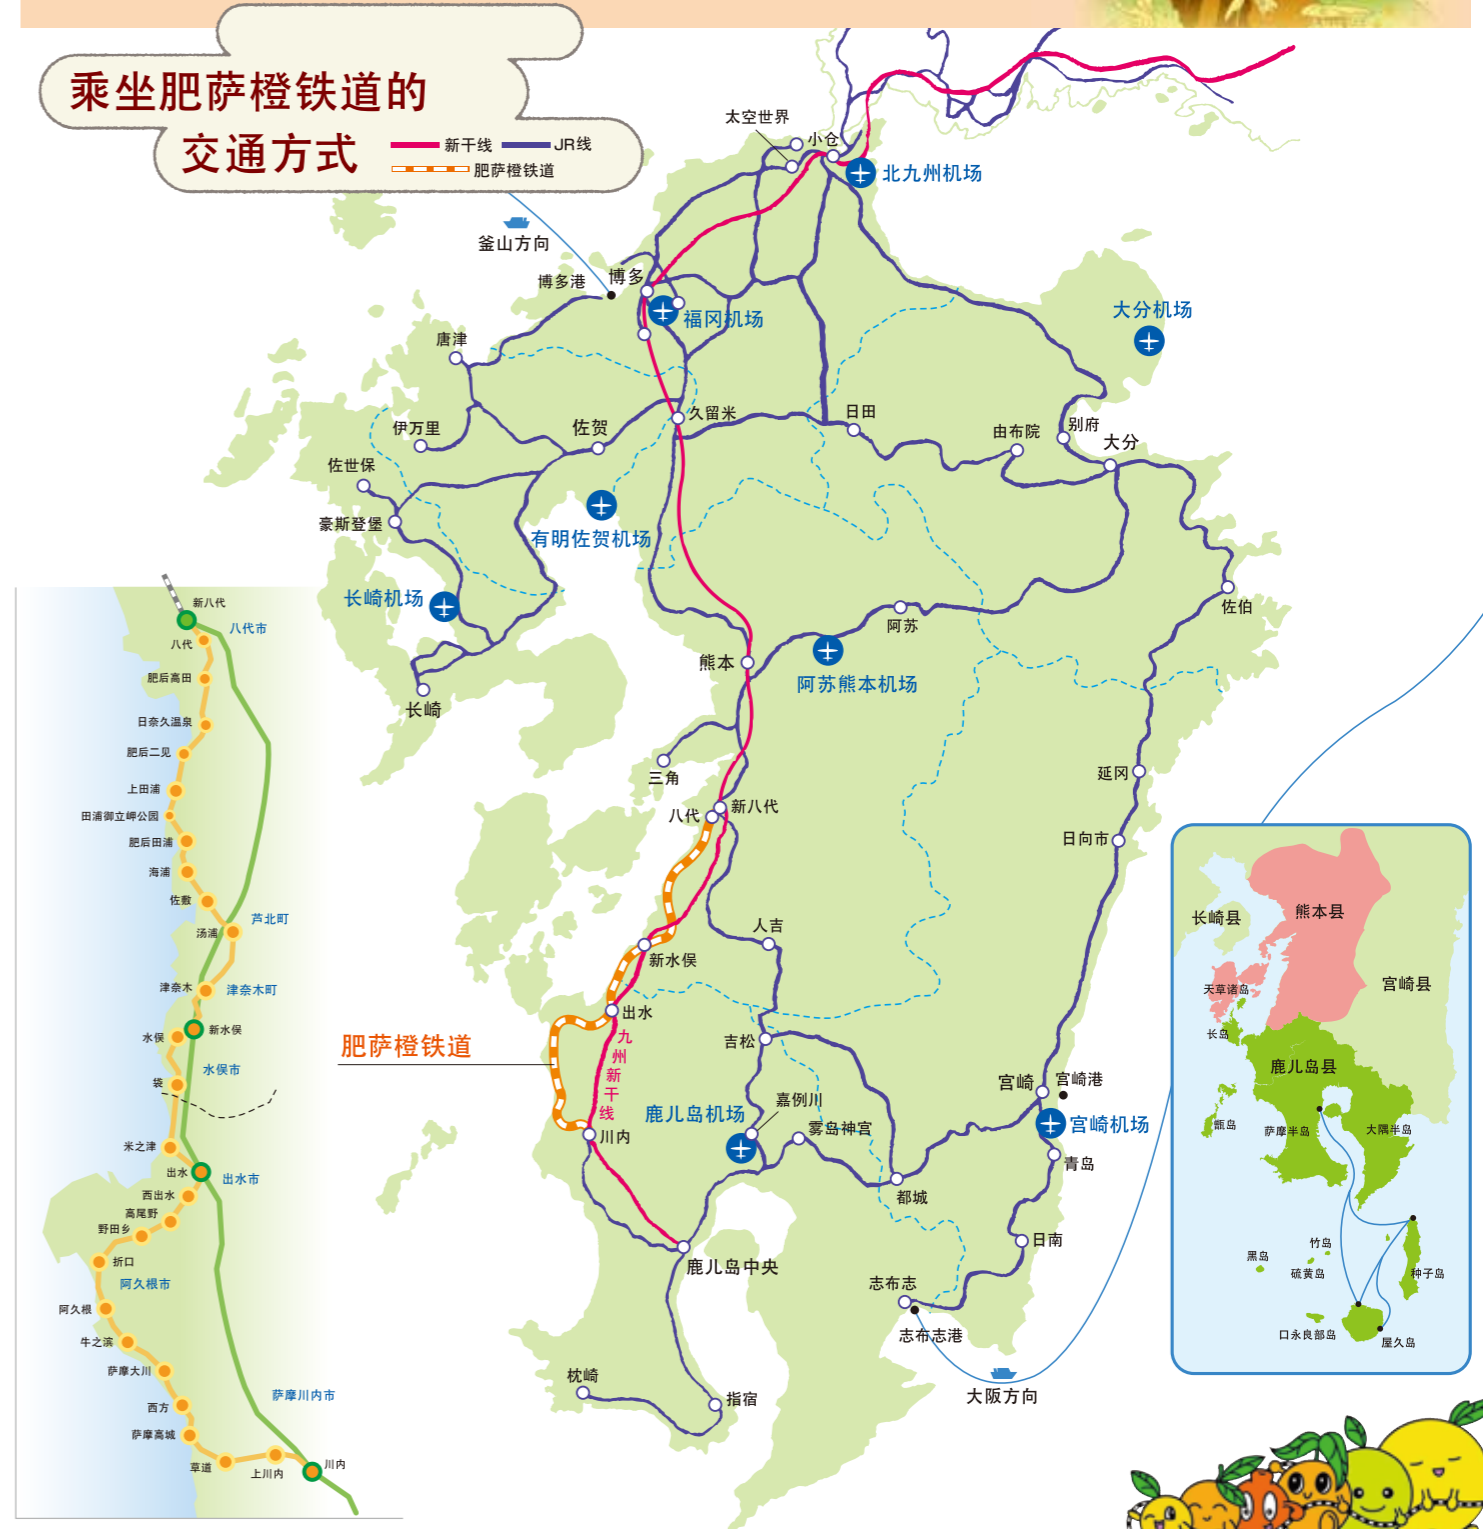 乘坐肥萨橙铁道的
交通方式
新干线
JR线
肥萨橙铁道
太空世界
小仓
北九州机场
釜山方向
博多港
博多
福冈机场
大分机场
唐津
久留米
日田
别府
由布院
大分
伊万里
佐贺
佐世保
豪斯登堡
有明佐贺机场
长崎机场
佐伯
阿苏
熊本
阿苏熊本机场
长崎
三角
延冈
八代
新八代
日向市
人吉
新水俣
出水
吉松
肥萨橙铁道
九州新干线
宫崎
宫崎港
宫崎机场
鹿儿岛机场
嘉例川
雾岛神宫
川内
青岛
都城
日南
鹿儿岛中央
志布志
志布志港
枕崎
指宿
大阪方向
新八代
八代市
八代
肥后高田
日奈久温泉
肥后二见
上田浦
田浦御立岬公园
肥后田浦
海浦
佐敷
芦北町
汤浦
津奈木
津奈木町
新水俣
水俣
水俣市
袋
米之津
出水
出水市
西出水
高尾野
野田乡
折口
阿久根市
阿久根
牛之滨
萨摩大川
西方
萨摩川内市
萨摩高城
草道
上川内
川内
长崎县
熊本县
宫崎县
天草诸岛
长岛
鹿儿岛县
甑岛
萨摩半岛
大隅半岛
竹岛
黑岛
硫黄岛
种子岛
口永良部岛
屋久岛